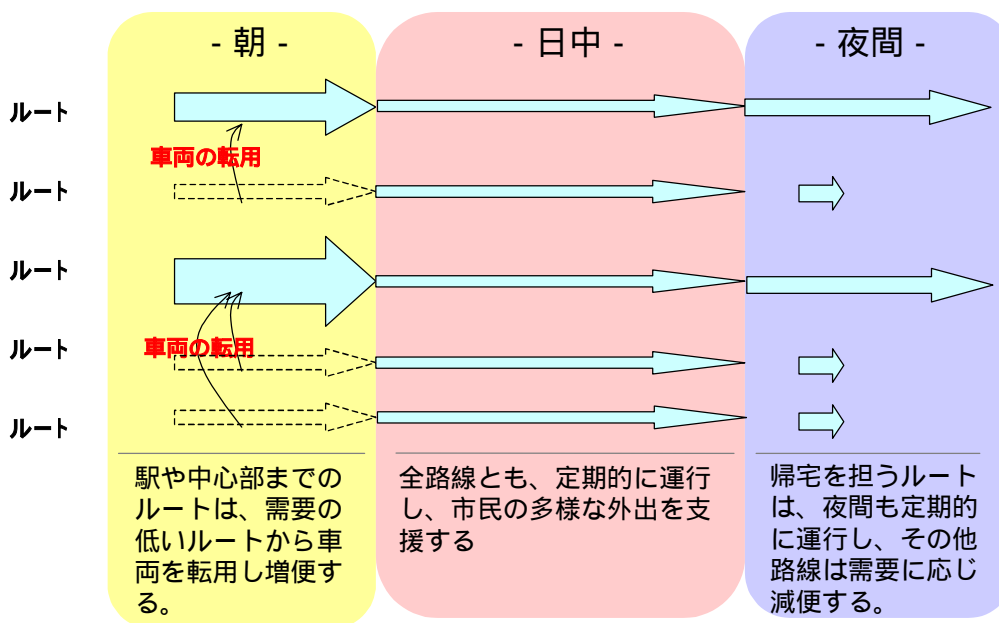 - 朝 -
- 日中 -
- 夜間 -
ルート
車両の転用
ルート
ルート
車両の転用
ルート
ルート
駅や中心部までの
ルートは、需要の
低いルートから車
両を転用し増便す
る。
全路線とも、定期的に運行
し、市民の多様な外出を支
援する
帰宅を担うルート
は、夜間も定期的
に運行し、その他
路線は需要に応じ
減便する。